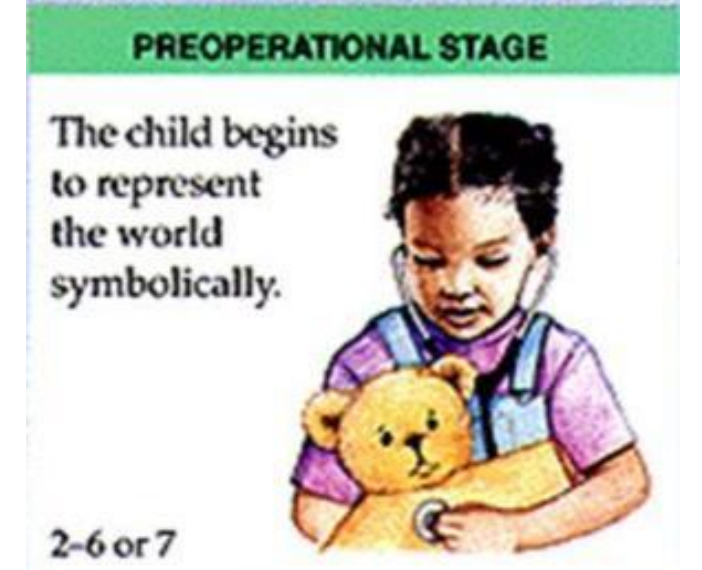 PREOPERATIONAL STAGE
The child begins
to represent
the world
symbolically.
2-6 or 7